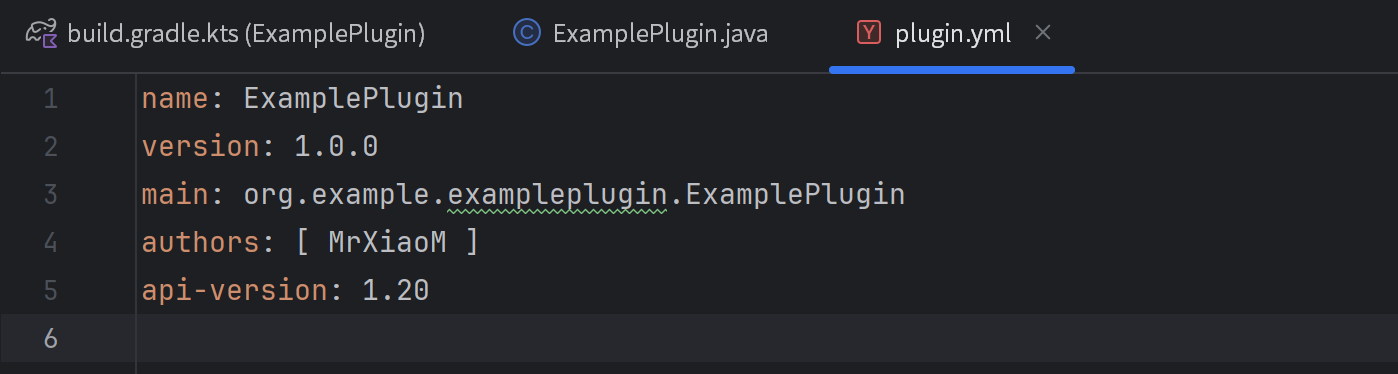 build.gradle.kts (ExamplePlugin) ExamplePlugin.java plugin.yml
1 name: ExamplePlugin
2 version: 1.0.0
3 main: org.example.exampleplugin.ExamplePlugin
4 authors: [ MrXiaoM ]
5 api-version: 1.20
6